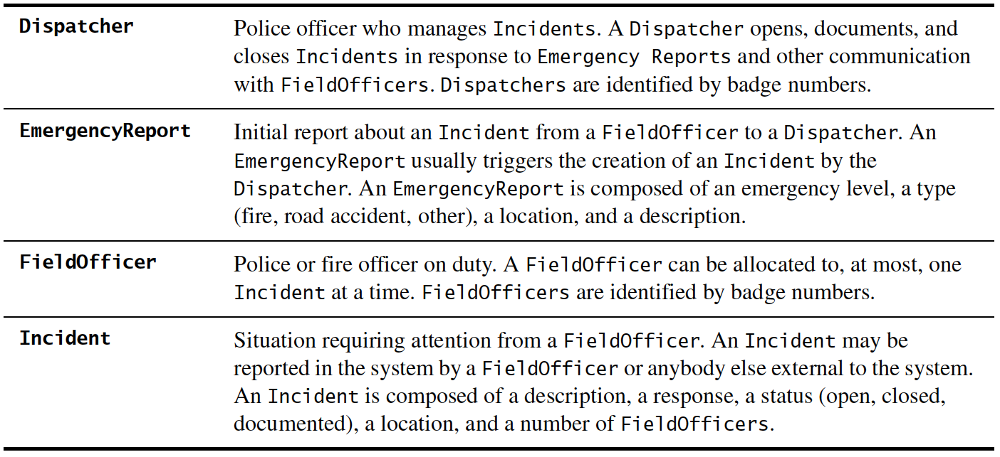 Dispatcher Police officer who manages Incidents. A Dispatcher opens, documents, and
closes Incidents in response to Emergency Reports and other communication
with FieldOfficers. Dispatchers are identified by badge numbers.
EmergencyReport Initial report about an Incident from a FieldOfficer to a Dispatcher. An
EmergencyReport usually triggers the creation of an Incident by the
Dispatcher. An EmergencyReport is composed of an emergency level, a type
(fire, road accident, other), a location, and a description.
FieldOfficer Police or fire officer on duty. A FieldOfficer can be allocated to, at most, one
Incident at a time. FieldOfficers are identified by badge numbers.
Incident Situation requiring attention from a FieldOfficer. An Incident may be
reported in the system by a FieldOfficer or anybody else external to the system.
An Incident is composed of a description, a response, a status (open, closed,
documented), a location, and a number of FieldOfficers.